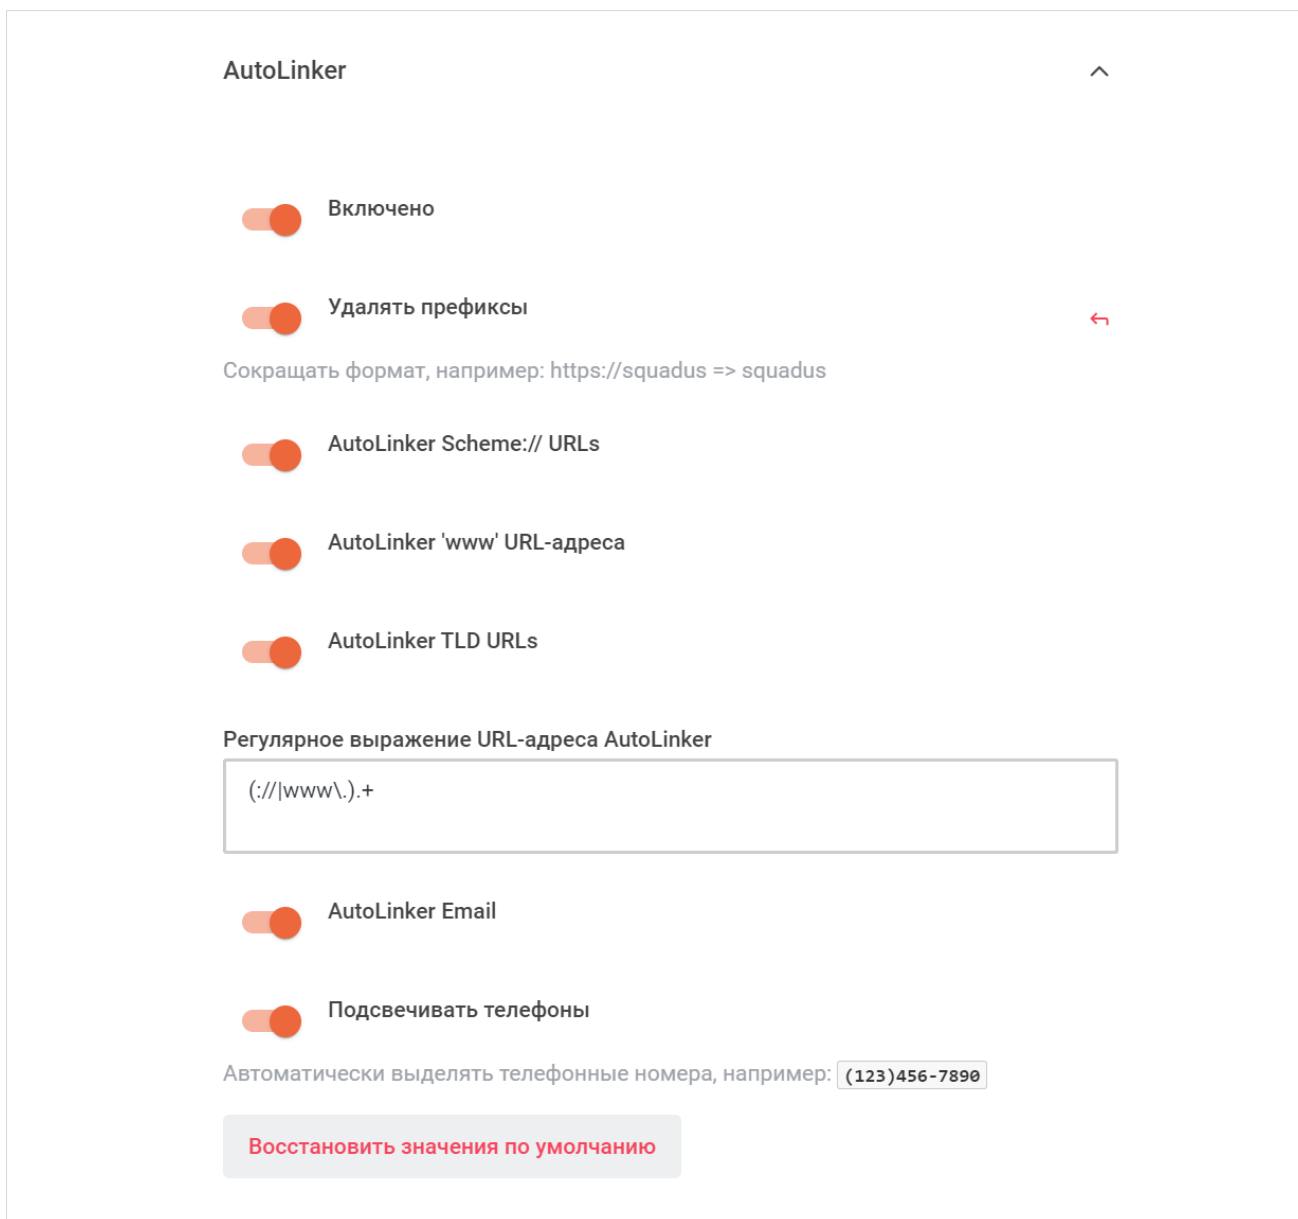 AutoLinker
Включено
Удалять префиксы
Сокращать формат, например: https://squadus => squadus
AutoLinker Scheme:// URLs
AutoLinker 'www' URL-адреса
AutoLinker TLD URLs
Регулярное выражение URL-адреса AutoLinker
(://|www\.).+
AutoLinker Email
Подсвечивать телефоны
Автоматически выделять телефонные номера, например: (123)456-7890
Восстановить значения по умолчанию